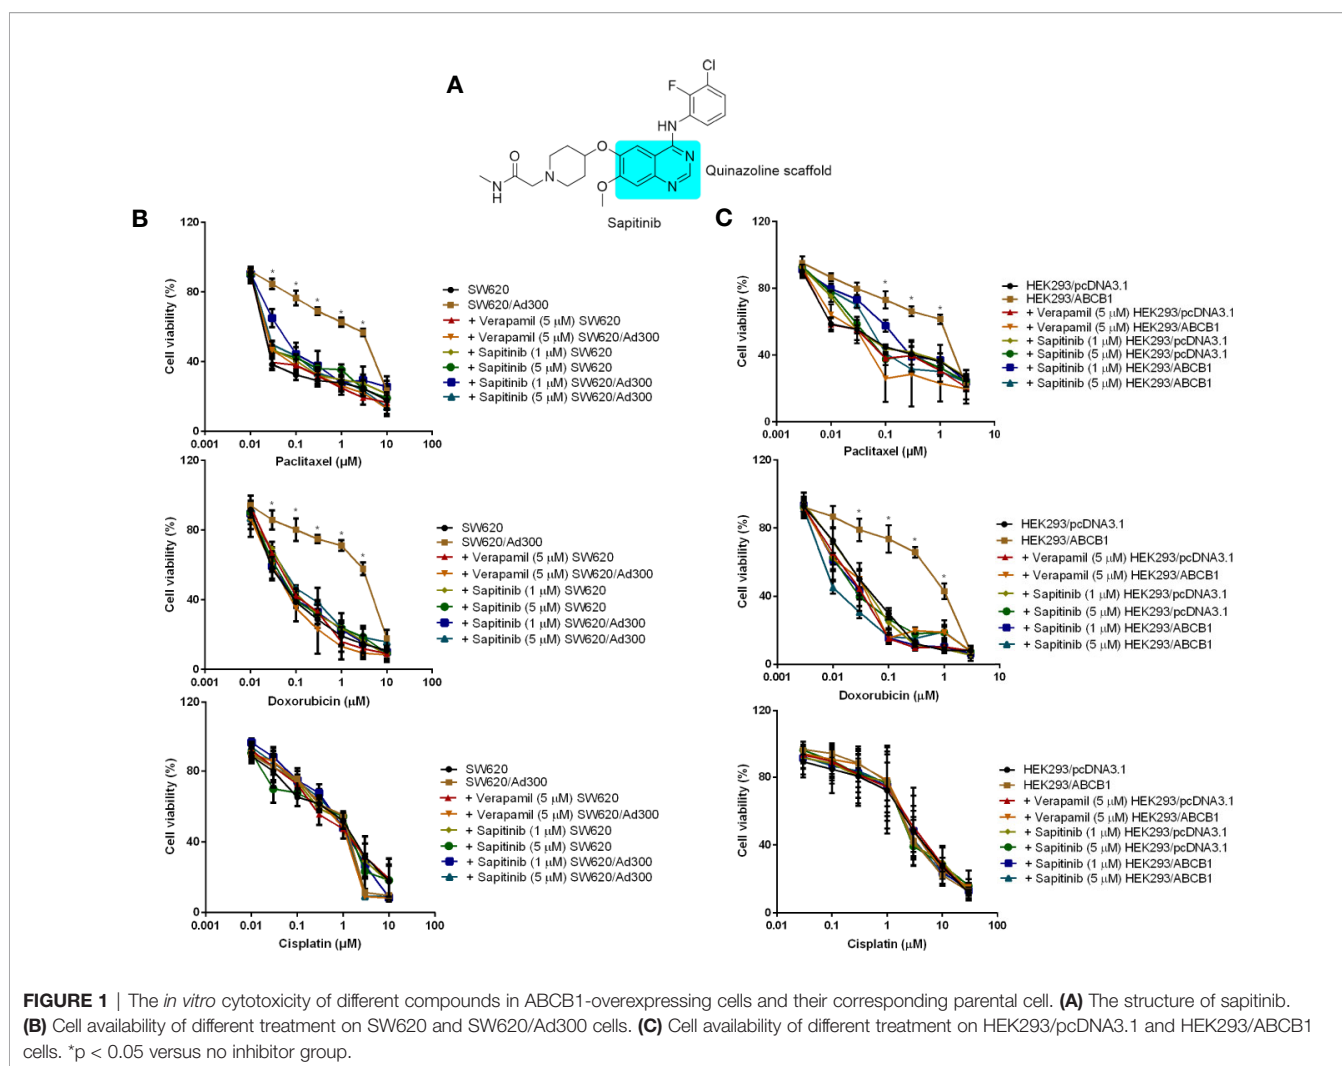 A
Cl
F
HN
O
O
N
N
H
N
O
N
Quinazoline scaffold
Sapitinib
B
120
80
40
0
Cell viability (%)
0.001
0.01
0.1
1
10
100
Paclitaxel (µM)
SW620
SW620/Ad300
+ Verapamil (5 µM) SW620
+ Verapamil (5 µM) SW620/Ad300
+ Sapitinib (1 µM) SW620
+ Sapitinib (5 µM) SW620
+ Sapitinib (1 µM) SW620/Ad300
+ Sapitinib (5 µM) SW620/Ad300
* * * * *
120
80
40
0
Cell viability (%)
0.001
0.01
0.1
1
10
100
Doxorubicin (µM)
SW620
SW620/Ad300
+ Verapamil (5 µM) SW620
+ Verapamil (5 µM) SW620/Ad300
+ Sapitinib (1 µM) SW620
+ Sapitinib (5 µM) SW620
+ Sapitinib (1 µM) SW620/Ad300
+ Sapitinib (5 µM) SW620/Ad300
* * * * *
120
80
40
0
Cell viability (%)
0.001
0.01
0.1
1
10
100
Cisplatin (µM)
SW620
SW620/Ad300
+ Verapamil (5 µM) SW620
+ Verapamil (5 µM) SW620/Ad300
+ Sapitinib (1 µM) SW620
+ Sapitinib (5 µM) SW620
+ Sapitinib (1 µM) SW620/Ad300
+ Sapitinib (5 µM) SW620/Ad300
C
120
80
40
0
Cell viability (%)
0.001
0.01
0.1
1
10
Paclitaxel (µM)
HEK293/pcDNA3.1
HEK293/ABCB1
+ Verapamil (5 µM) HEK293/pcDNA3.1
+ Verapamil (5 µM) HEK293/ABCB1
+ Sapitinib (1 µM) HEK293/pcDNA3.1
+ Sapitinib (5 µM) HEK293/pcDNA3.1
+ Sapitinib (1 µM) HEK293/ABCB1
+ Sapitinib (5 µM) HEK293/ABCB1
* * *
120
80
40
0
Cell viability (%)
0.001
0.01
0.1
1
10
Doxorubicin (µM)
HEK293/pcDNA3.1
HEK293/ABCB1
+ Verapamil (5 µM) HEK293/pcDNA3.1
+ Verapamil (5 µM) HEK293/ABCB1
+ Sapitinib (1 µM) HEK293/pcDNA3.1
+ Sapitinib (5 µM) HEK293/pcDNA3.1
+ Sapitinib (1 µM) HEK293/ABCB1
+ Sapitinib (5 µM) HEK293/ABCB1
* * * *
120
80
40
0
Cell viability (%)
0.01
0.1
1
10
100
Cisplatin (µM)
HEK293/pcDNA3.1
HEK293/ABCB1
+ Verapamil (5 µM) HEK293/pcDNA3.1
+ Verapamil (5 µM) HEK293/ABCB1
+ Sapitinib (1 µM) HEK293/pcDNA3.1
+ Sapitinib (5 µM) HEK293/pcDNA3.1
+ Sapitinib (1 µM) HEK293/ABCB1
+ Sapitinib (5 µM) HEK293/ABCB1
FIGURE 1 | The in vitro cytotoxicity of different compounds in ABCB1-overexpressing cells and their corresponding parental cell. (A) The structure of sapitinib.
(B) Cell availability of different treatment on SW620 and SW620/Ad300 cells. (C) Cell availability of different treatment on HEK293/pcDNA3.1 and HEK293/ABCB1
cells. *p < 0.05 versus no inhibitor group.